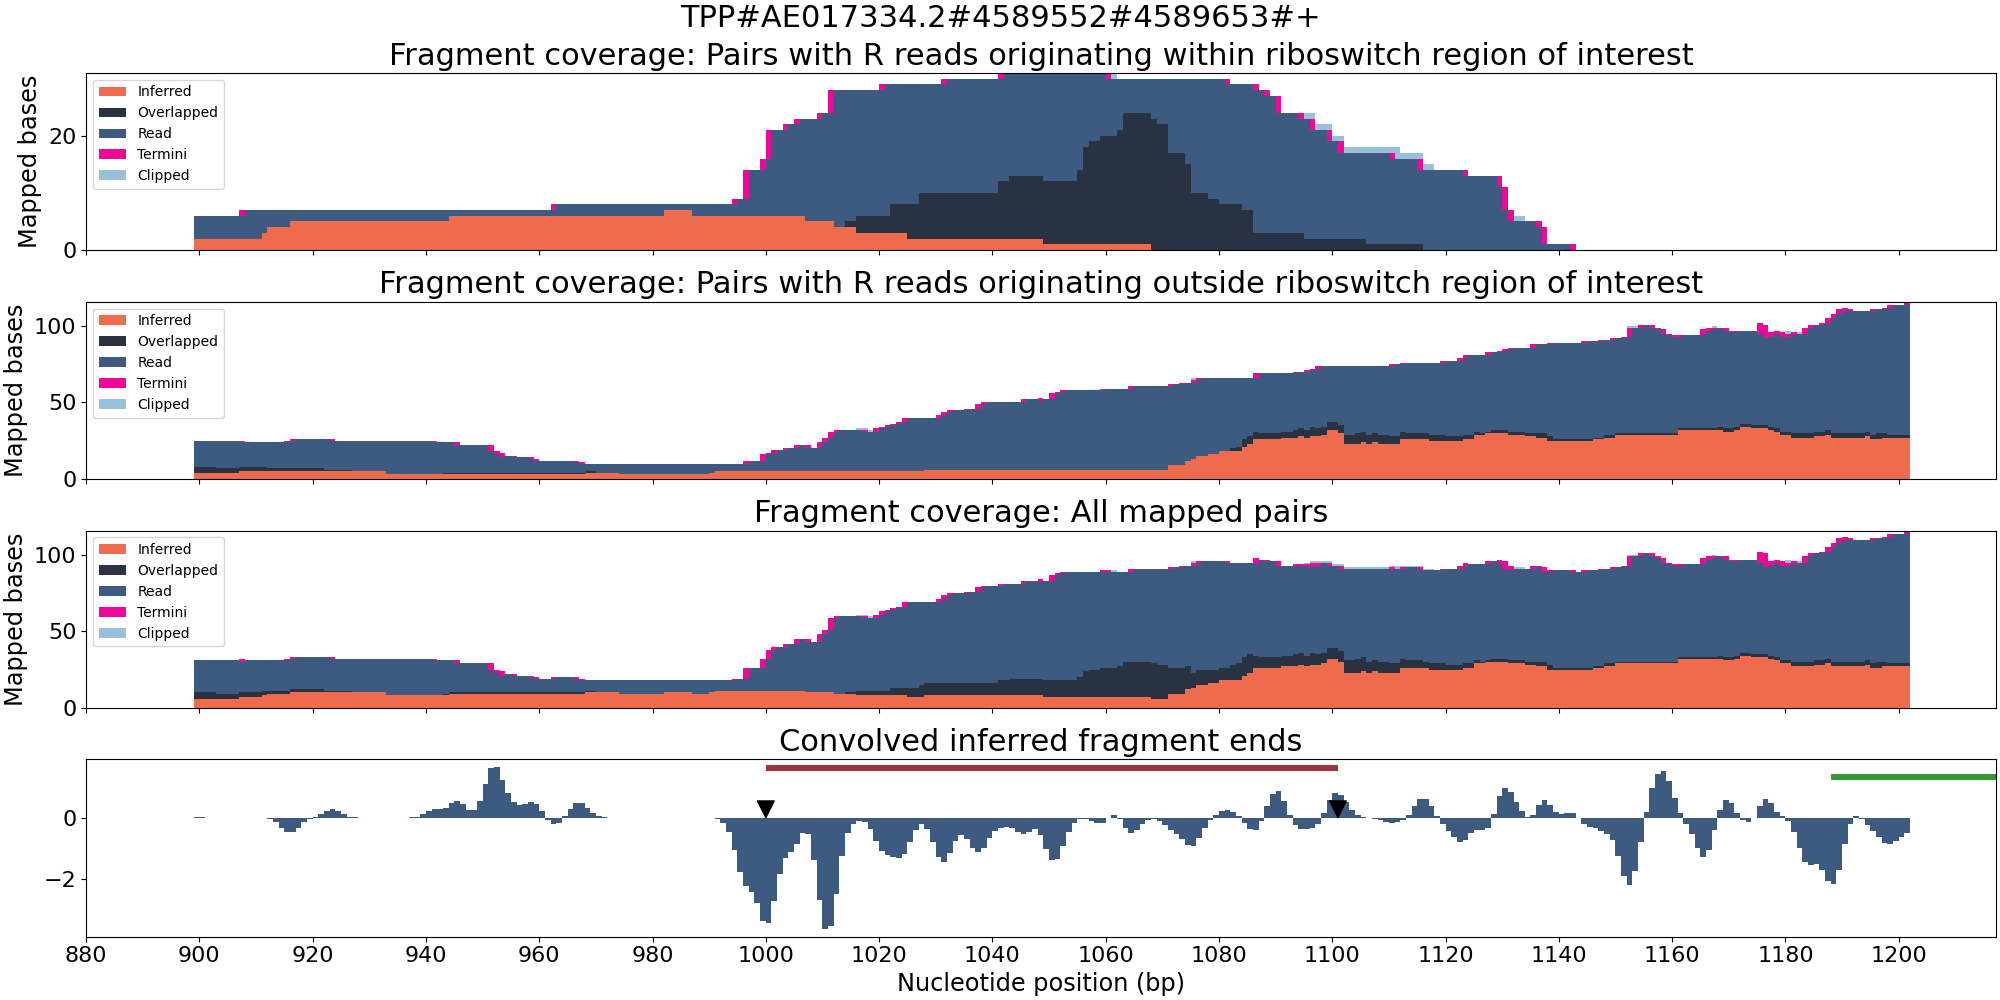 TPP#AE017334.2#4589552#4589653#+
Fragment coverage: Pairs with R reads originating within riboswitch region of interest
Mapped bases
20
0
Inferred
Overlapped
Read
Termini
Clipped
Fragment coverage: Pairs with R reads originating outside riboswitch region of interest
Mapped bases
100
50
0
Inferred
Overlapped
Read
Termini
Clipped
Fragment coverage: All mapped pairs
Mapped bases
100
50
0
Inferred
Overlapped
Read
Termini
Clipped
Convolved inferred fragment ends
0
−2
880 900 920 940 960 980 1000 1020 1040 1060 1080 1100 1120 1140 1160 1180 1200
Nucleotide position (bp)